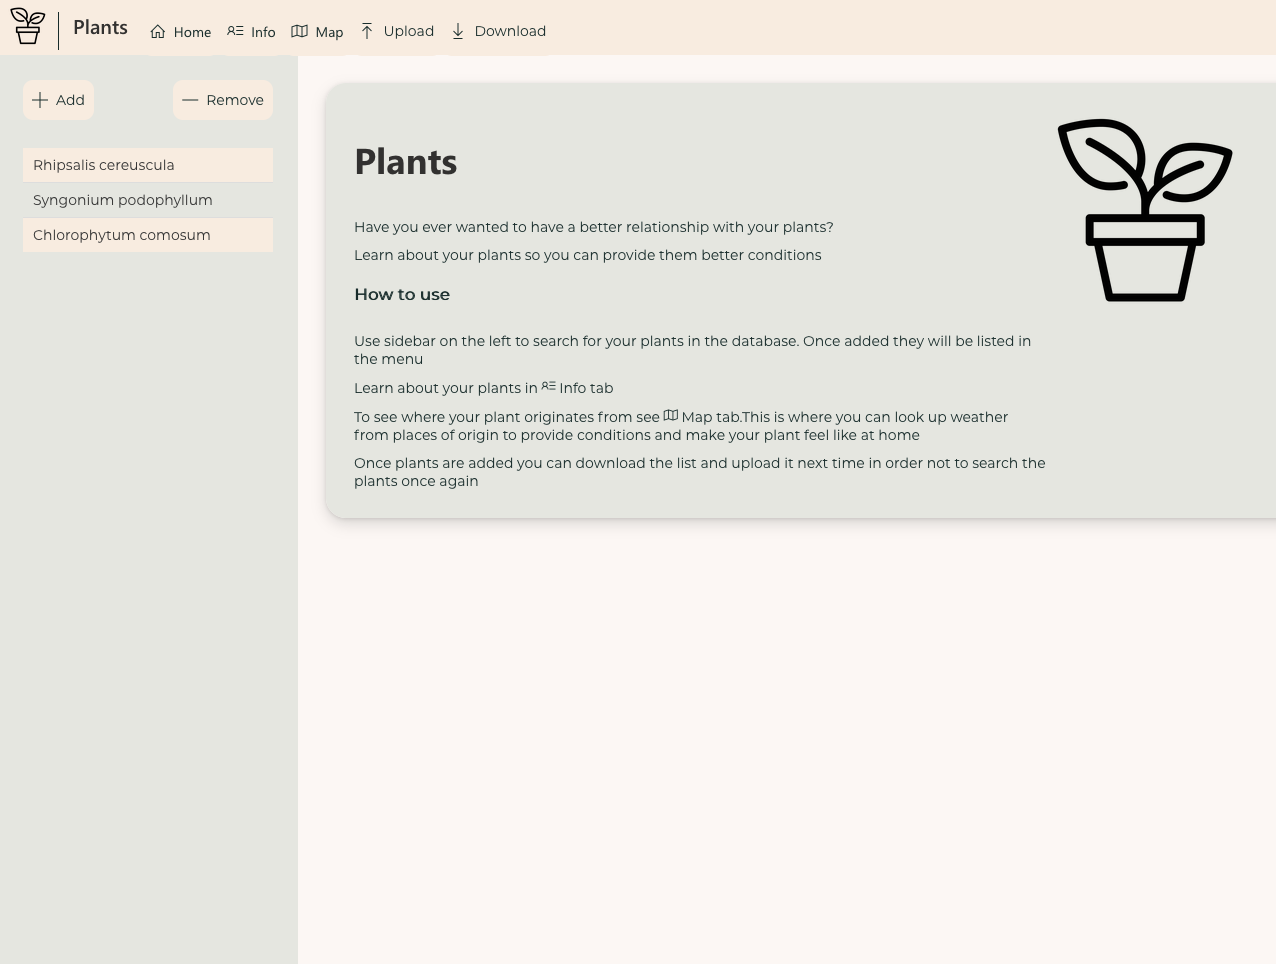 Plants
Home
Info
Map
Upload
Download
Add
Remove
Rhipsalis cereuscula
Syngonium podophyllum
Chlorophytum comosum
Plants
Have you ever wanted to have a better relationship with your plants?
Learn about your plants so you can provide them better conditions
How to use
Use sidebar on the left to search for your plants in the database. Once added they will be listed in
the menu
Learn about your plants in Info tab
To see where your plant originates from see Map tab.This is where you can look up weather
from places of origin to provide conditions and make your plant feel like at home
Once plants are added you can download the list and upload it next time in order not to search the
plants once again